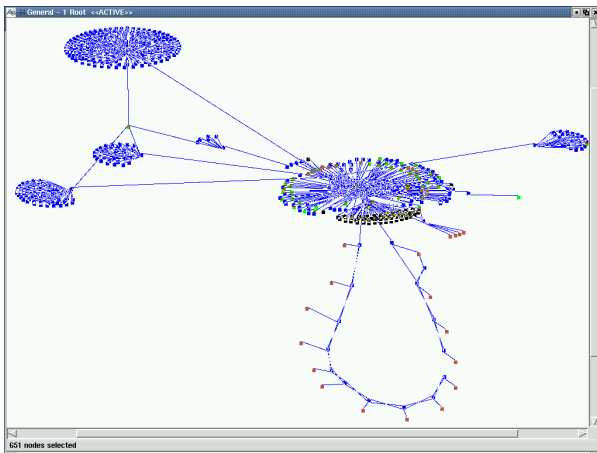 General - 1 Root <<ACTIVE>>
651 nodes selected